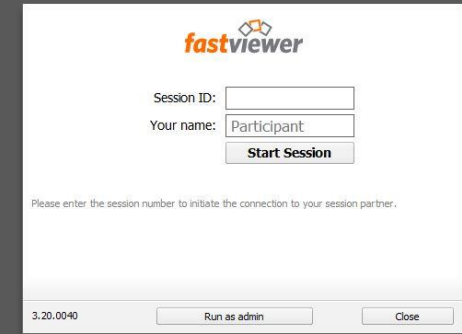 fastviewer
Session ID:
Your name: Participant
Start Session
Please enter the session number to initiate the connection to your session partner.
3.20.0040 Run as admin Close